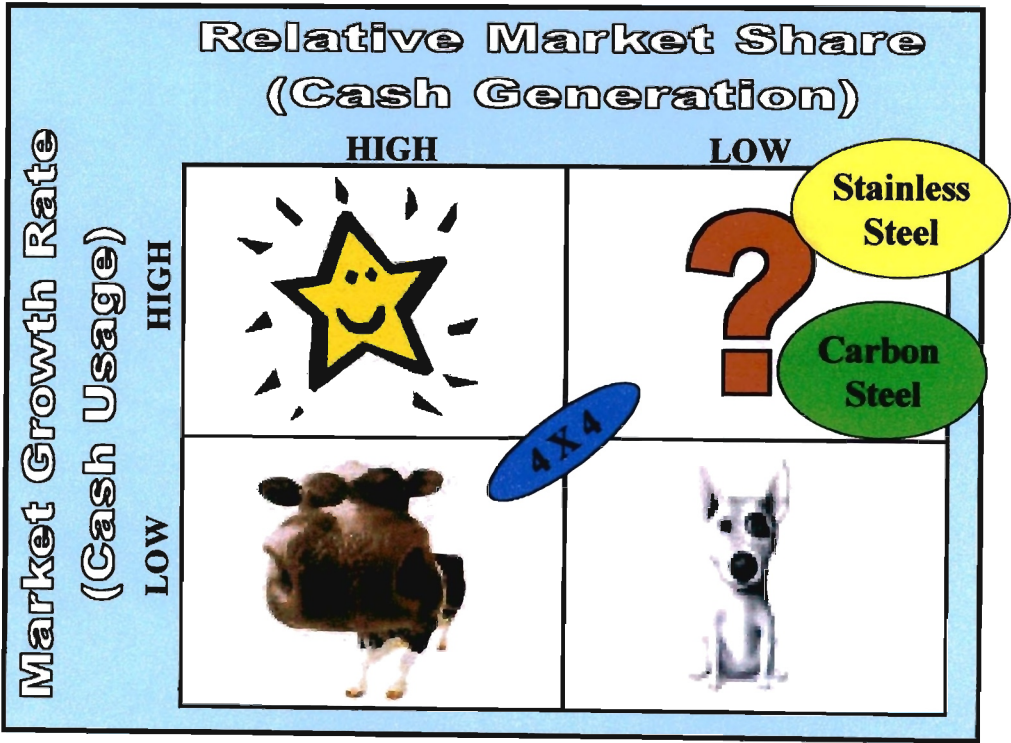 Relative Market Share
(Cash Generation)
HIGH
LOW
Market Growth Rate
(Cash Usage)
HIGH
LOW
Stainless
Steel
?
Carbon
Steel
4 X 4